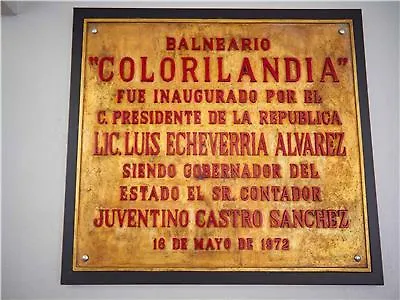 BALNEARIO
"COLORILANDIA"
FUE INAUGURADO POR EL
C. PRESIDENTE DE LA REPUBLICA
LIC. LUIS ECHEVERRIA ALVAREZ
SIENDO GOBERNADOR DEL
ESTADO EL SR. CONTADOR
JUVENTINO CASTRO SANCHEZ
18 DE MAYO DE 1972